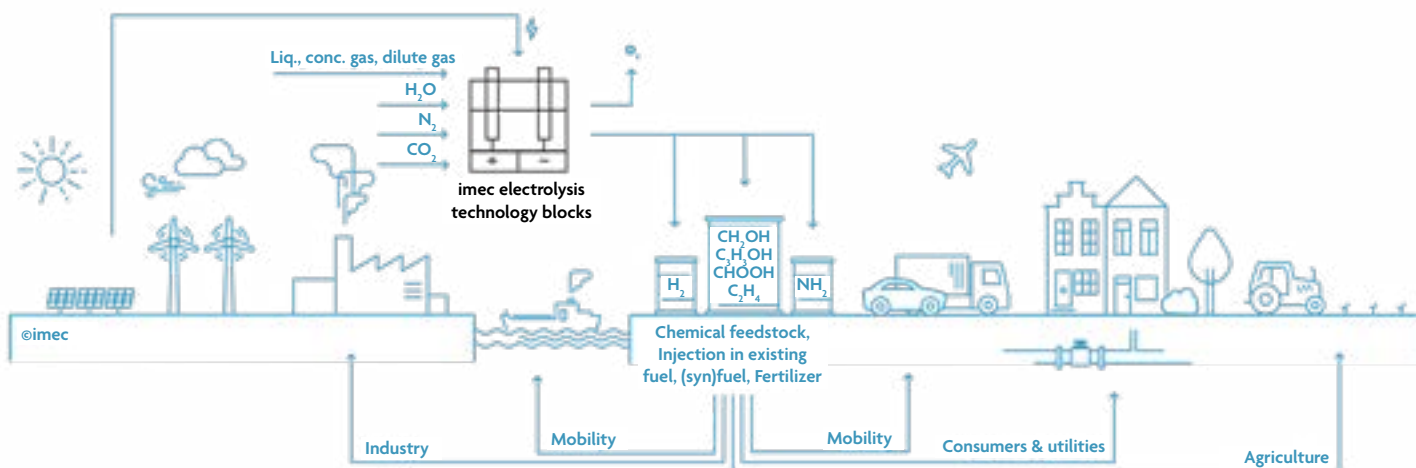 Liq., conc. gas, dilute gas
H₂O
N₂
CO₂
+ −
imec electrolysis
technology blocks
CH₂OH
C₃H₃OH
CHOOH
C₂H₄
H₂
NH₂
©imec
Chemical feedstock,
Injection in existing
fuel, (syn)fuel, Fertilizer
Industry
Mobility
Mobility
Consumers & utilities
Agriculture